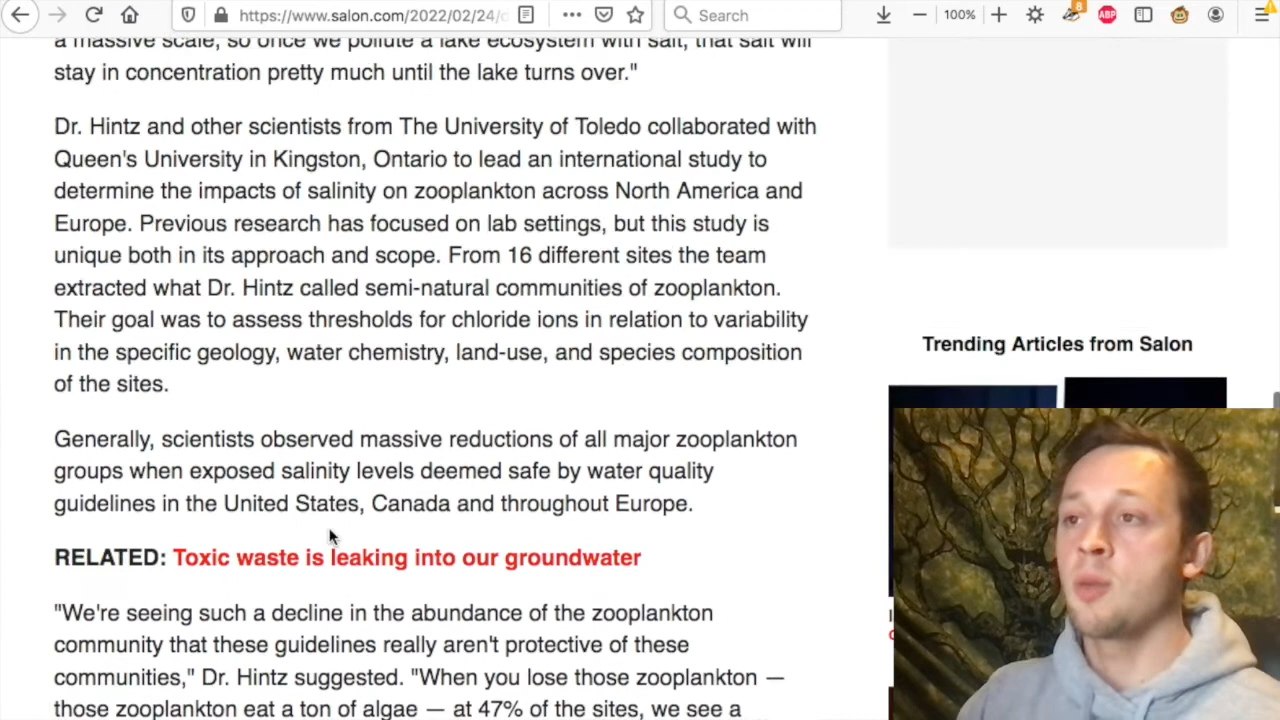 https://www.salon.com/2022/02/24/
Search
100%
8
ABP
a massive scale, so once we pollute a lake ecosystem with salt, that salt will
stay in concentration pretty much until the lake turns over."
Dr. Hintz and other scientists from The University of Toledo collaborated with
Queen's University in Kingston, Ontario to lead an international study to
determine the impacts of salinity on zooplankton across North America and
Europe. Previous research has focused on lab settings, but this study is
unique both in its approach and scope. From 16 different sites the team
extracted what Dr. Hintz called semi-natural communities of zooplankton.
Their goal was to assess thresholds for chloride ions in relation to variability
in the specific geology, water chemistry, land-use, and species composition
of the sites.
Generally, scientists observed massive reductions of all major zooplankton
groups when exposed salinity levels deemed safe by water quality
guidelines in the United States, Canada and throughout Europe.
RELATED: Toxic waste is leaking into our groundwater
"We're seeing such a decline in the abundance of the zooplankton
community that these guidelines really aren't protective of these
communities," Dr. Hintz suggested. "When you lose those zooplankton —
those zooplankton eat a ton of algae — at 47% of the sites, we see a
Trending Articles from Salon